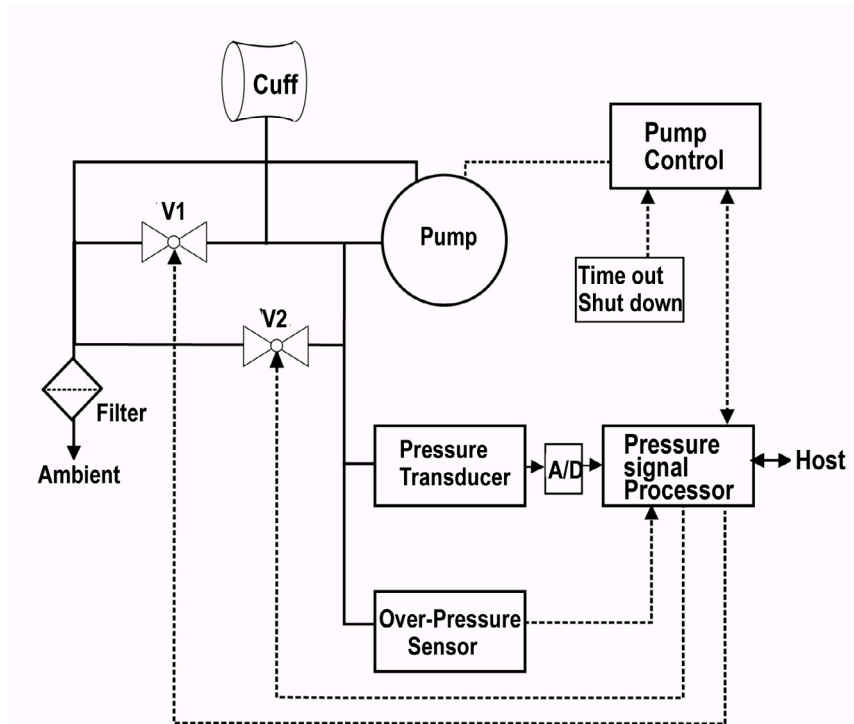 Cuff
Pump
Control
V1
Pump
Time out
Shut down
V2
Filter
Ambient
Pressure
Transducer
A/D
Pressure
signal
Processor
Host
Over-Pressure
Sensor